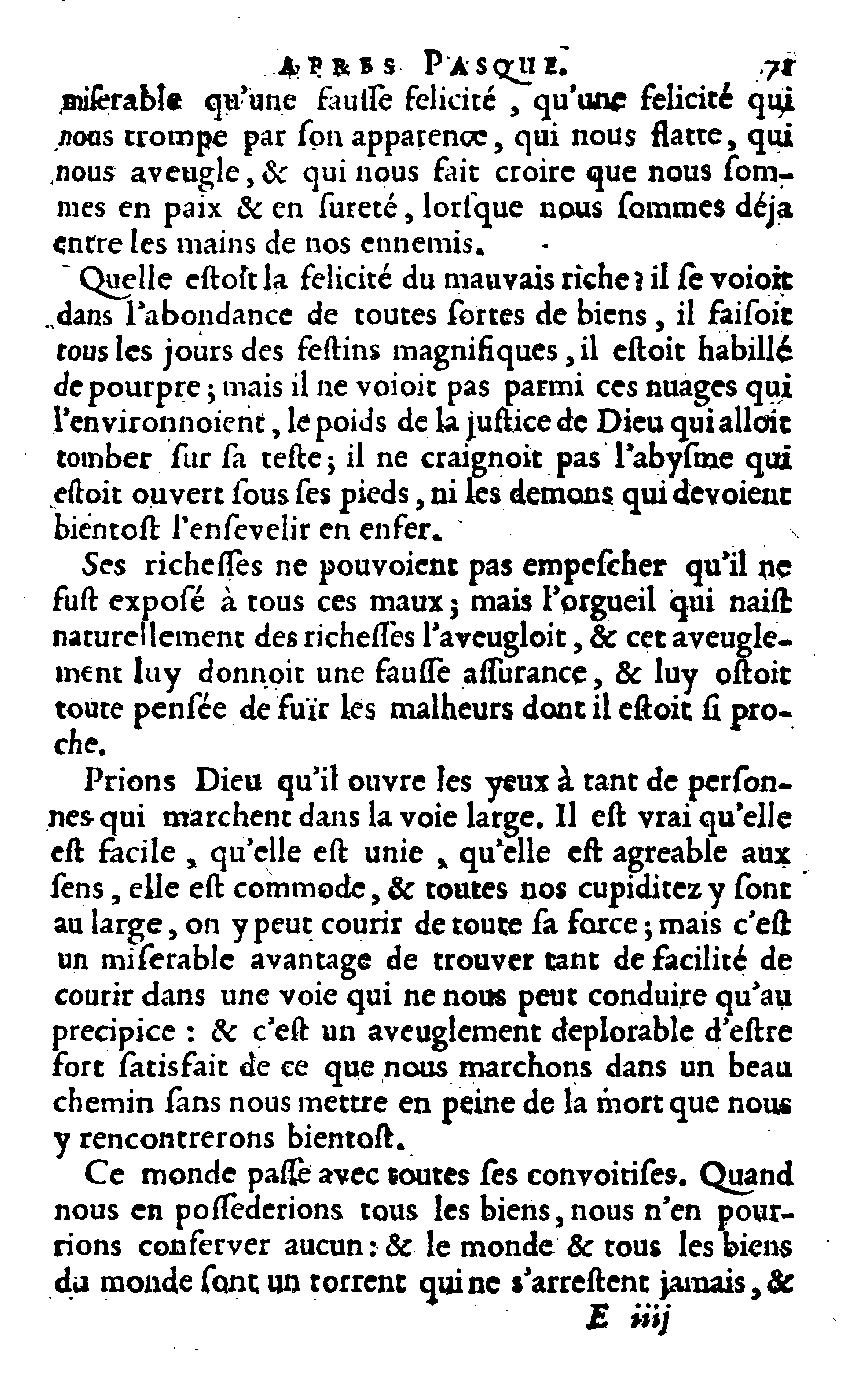 APRES PASQUE. 71
miſerable qu'une fauſſe felicité, qu'une felicité qui
nous trompe par ſon apparence, qui nous flatte, qui
nous aveugle, & qui nous fait croire que nous ſom-
mes en paix & en ſureté, lorſque nous ſommes déja
entre les mains de nos ennemis.
Quelle eſtoit la felicité du mauvais riche? il ſe voioit
dans l'abondance de toutes ſortes de biens, il faiſoit
tous les jours des feſtins magnifiques, il eſtoit habillé
de pourpre; mais il ne voioit pas parmi ces nuages qui
l'environnoient, le poids de la juſtice de Dieu qui alloit
tomber ſur ſa teſte; il ne craignoit pas l'abyſme qui
eſtoit ouvert ſous ſes pieds, ni les demons qui devoient
bientoſt l'enſevelir en enfer.
Ses richeſſes ne pouvoient pas empeſcher qu'il ne
fuſt expoſé à tous ces maux; mais l'orgueil qui naiſt
naturellement des richeſſes l'aveugloit, & cet aveugle-
ment luy donnoit une fauſſe aſſurance, & luy oſtoit
toute penſée de fuïr les malheurs dont il eſtoit ſi pro-
che.
Prions Dieu qu'il ouvre les yeux à tant de perſon-
nes qui marchent dans la voie large. Il eſt vrai qu'elle
eſt facile, qu'elle eſt unie, qu'elle eſt agreable aux
ſens, elle eſt commode, & toutes nos cupiditez y ſont
au large, on y peut courir de toute ſa force; mais c'eſt
un miſerable avantage de trouver tant de facilité de
courir dans une voie qui ne nous peut conduire qu'au
precipice: & c'eſt un aveuglement deplorable d'eſtre
fort ſatisfait de ce que nous marchons dans un beau
chemin ſans nous mettre en peine de la mort que nous
y rencontrerons bientoſt.
Ce monde paſſe avec toutes ſes convoitiſes. Quand
nous en poſſederions tous les biens, nous n'en pour-
rions conſerver aucun: & le monde & tous les biens
du monde ſont un torrent qui ne s'arreſtent jamais, &
E iiij